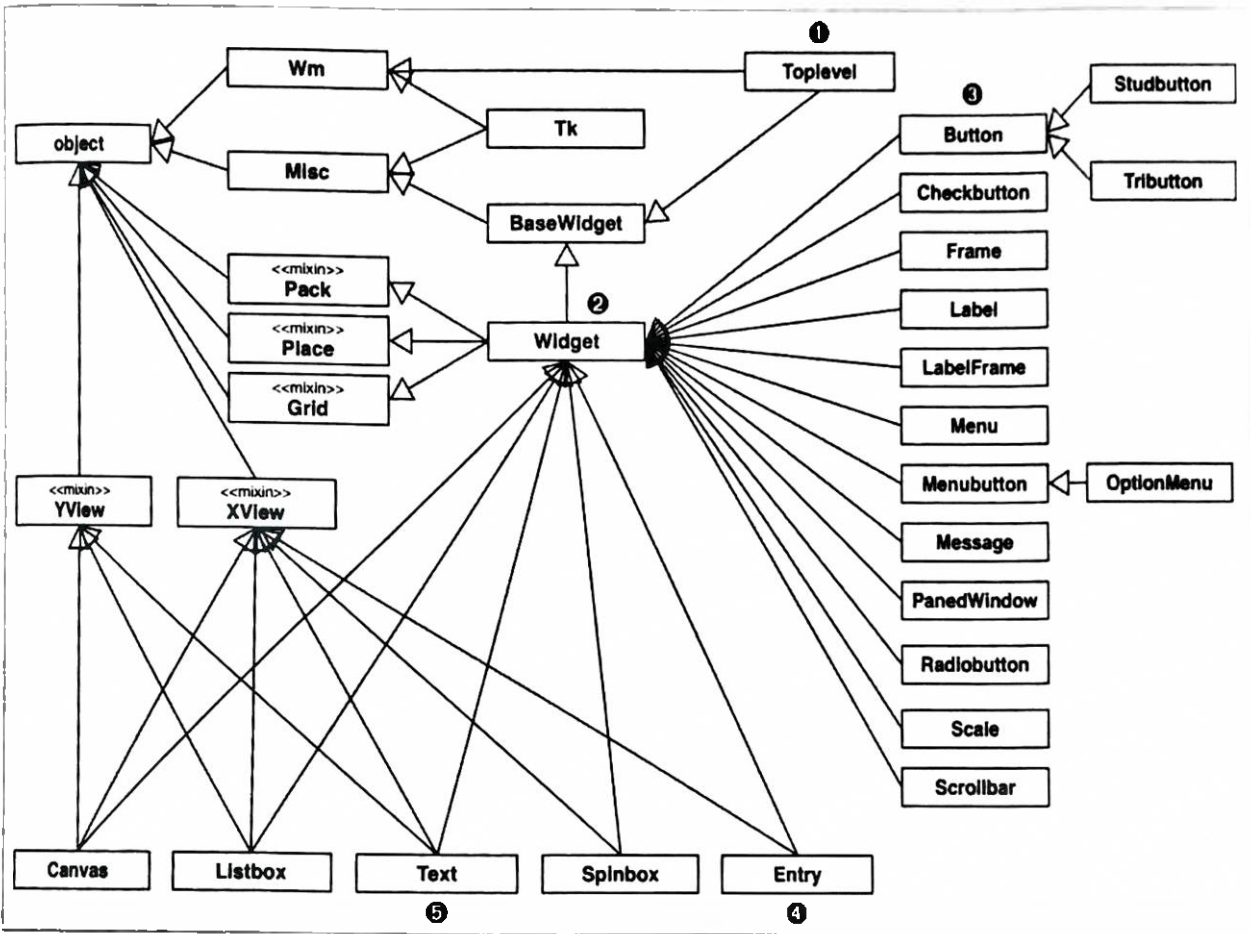 ❶
Wm
Toplevel
Studbutton
❸
Tk
Button
object
Misc
Tributton
Checkbutton
BaseWidget
Frame
<<mixin>>
Pack
❷
Label
<<mixin>>
Place
Widget
LabelFrame
<<mixin>>
Grid
Menu
<<mixin>>
YView
<<mixin>>
XView
Menubutton
OptionMenu
Message
PanedWindow
Radiobutton
Scale
Scrollbar
Canvas
Listbox
Text
Spinbox
Entry
❺
❹